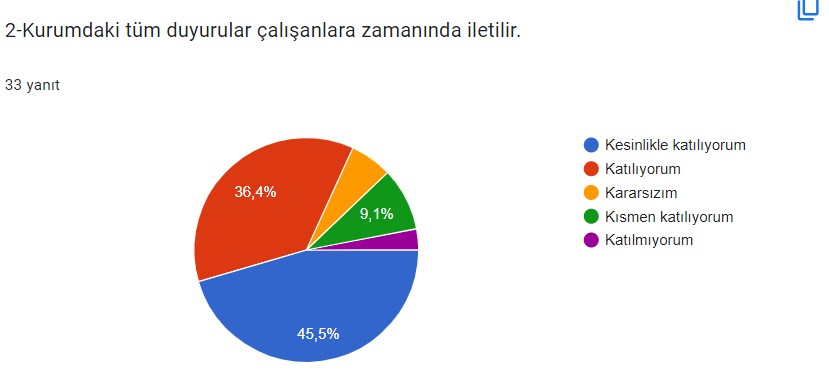 2-Kurumdaki tüm duyurular çalışanlara zamanında iletilir.
33 yanıt
Kesinlikle katılıyorum
Katılıyorum
Kararsızım
Kısmen katılıyorum
Katılmıyorum
36,4%
9,1%
45,5%